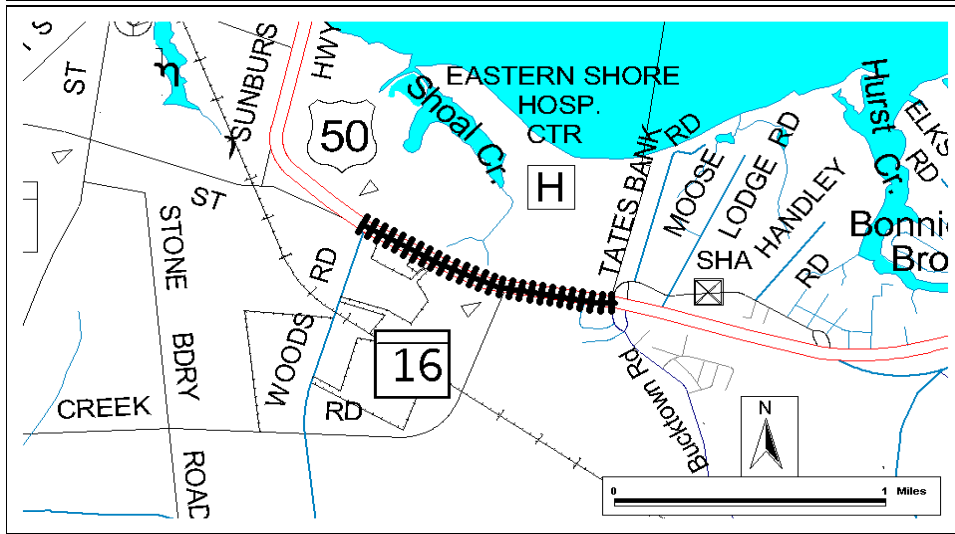 SUNBURS
HWY
ST
50
Shoal Cr.
EASTERN SHORE
HOSP.
CTR
H
TATES BANK
RD
MOOSE
LODGE RD
HANDLEY
RD
SHA
Hurst Cr.
ELKS
RD
Bonni
Bro
ST
STONE
BDRY
ROAD
WOODS
RD
16
CREEK
RD
Bucktown Rd
N
0 1 Miles